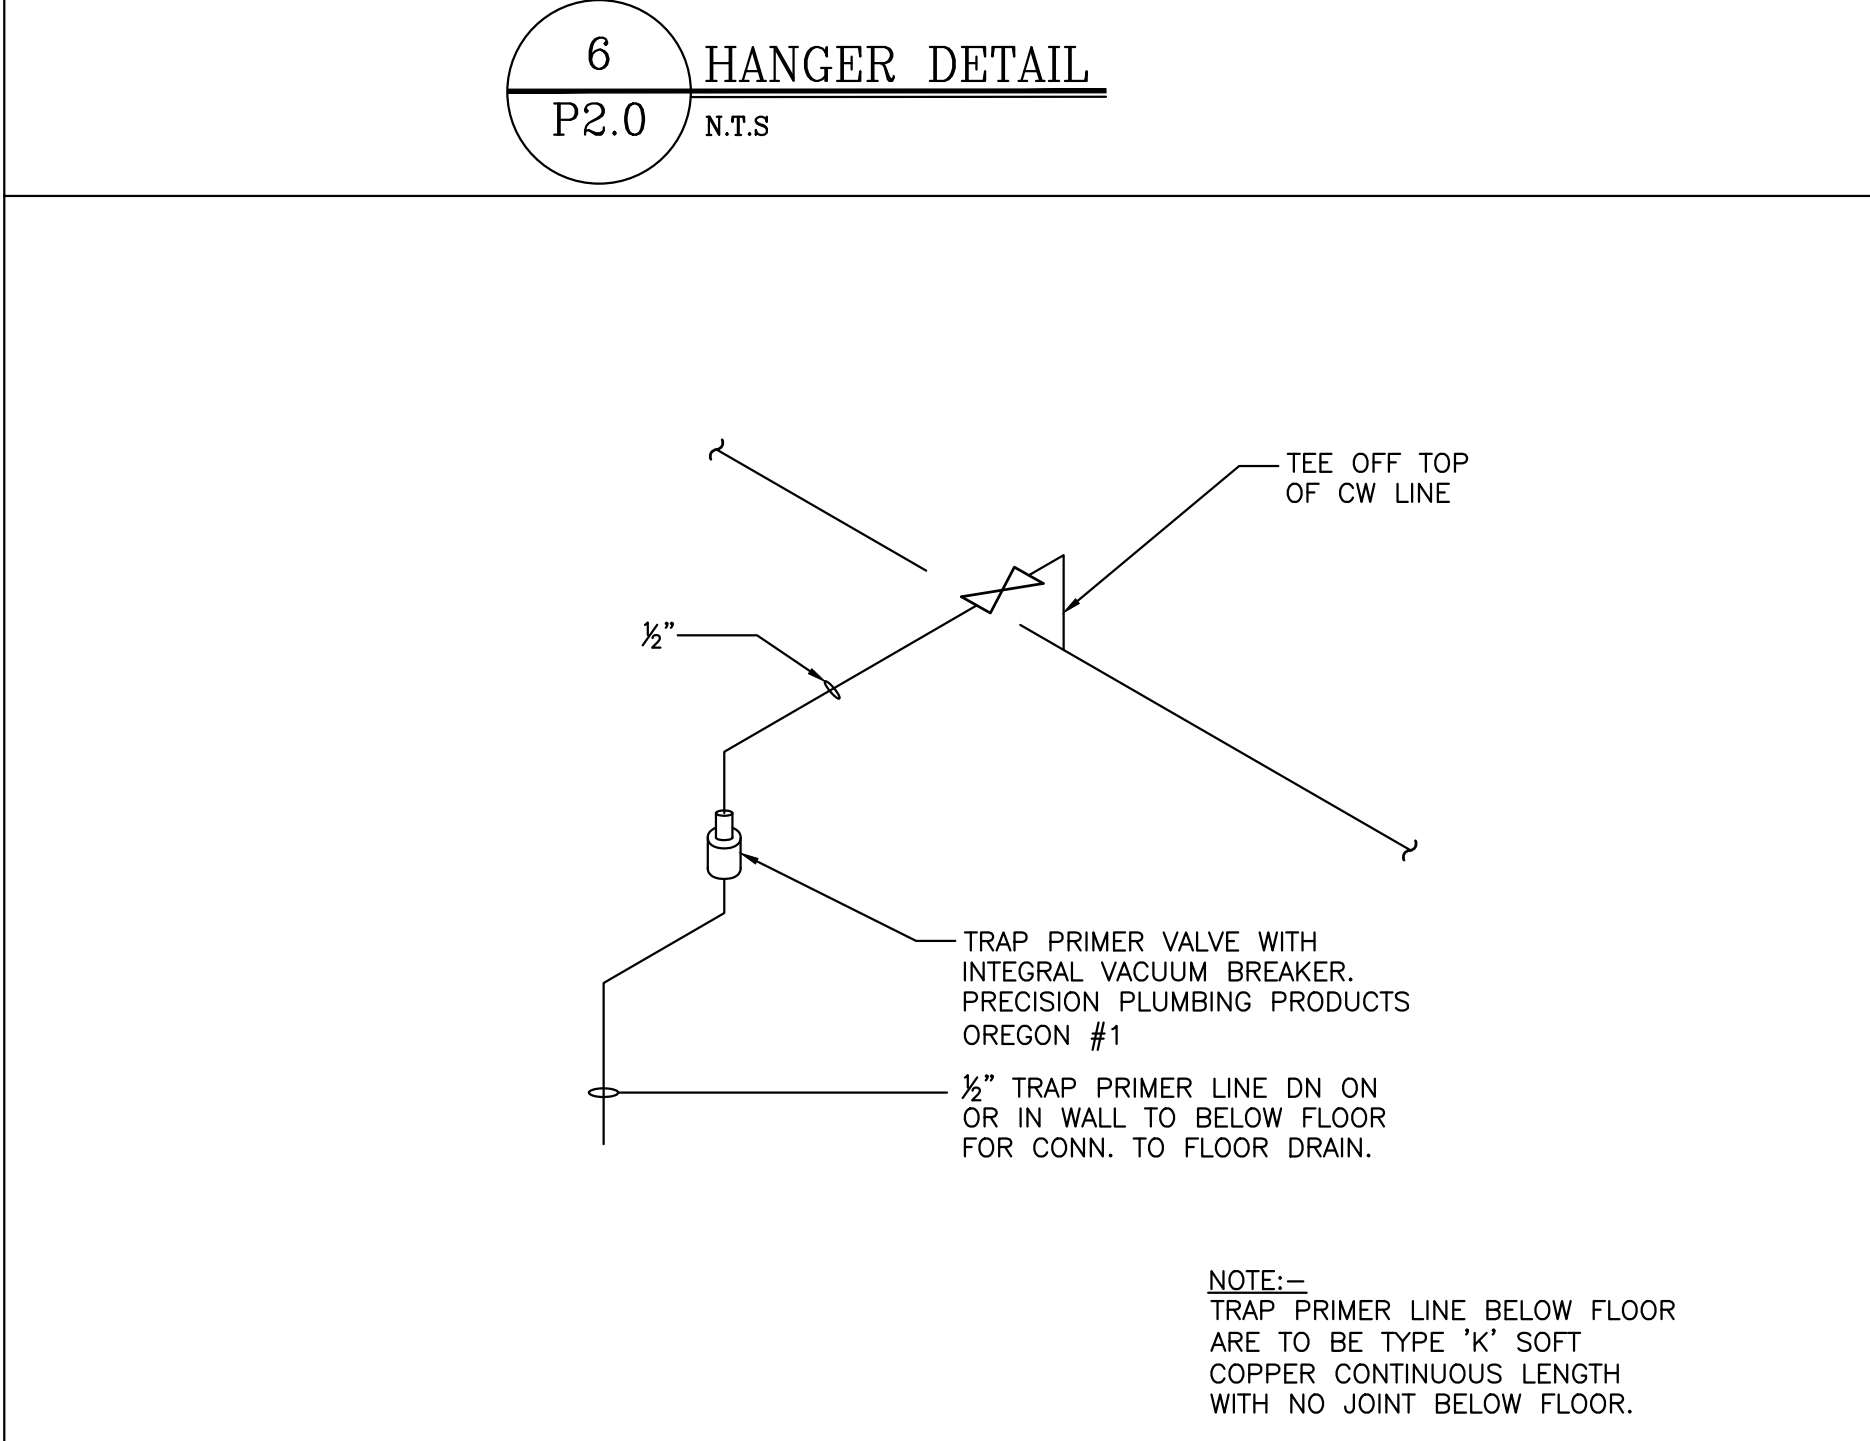 6
HANGER DETAIL
P2.0
N.T.S
TEE OFF TOP
OF CW LINE
½"
TRAP PRIMER VALVE WITH
INTEGRAL VACUUM BREAKER.
PRECISION PLUMBING PRODUCTS
OREGON #1
½" TRAP PRIMER LINE DN ON
OR IN WALL TO BELOW FLOOR
FOR CONN. TO FLOOR DRAIN.
NOTE:-
TRAP PRIMER LINE BELOW FLOOR
ARE TO BE TYPE 'K' SOFT
COPPER CONTINUOUS LENGTH
WITH NO JOINT BELOW FLOOR.